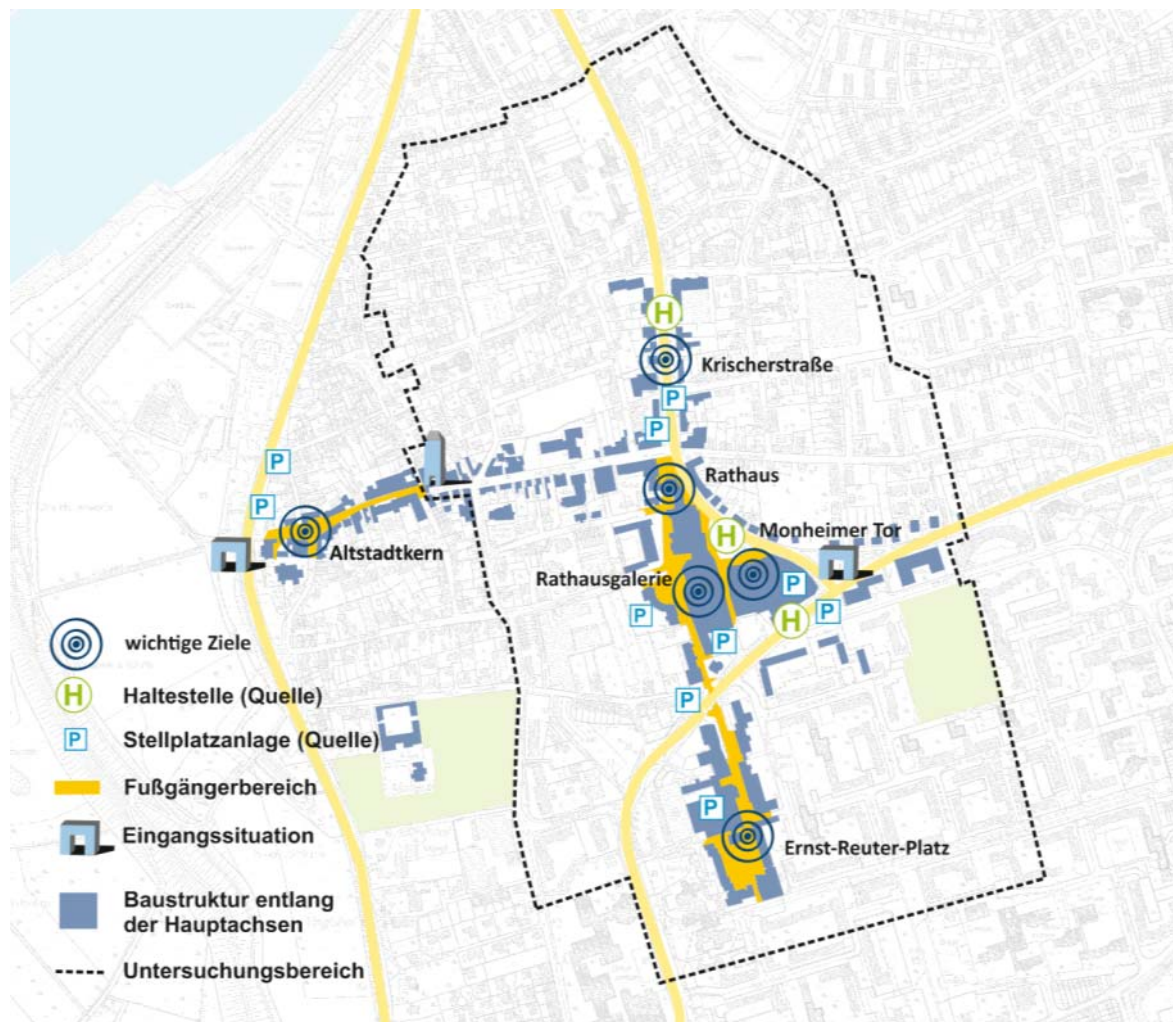 H
Krischerstraße
P
P
P
Rathaus
P
H
Monheimer Tor
Altstadtkern
Rathausgalerie
P
P
P
H
P
wichtige Ziele
H
Haltestelle (Quelle)
P
P
Stellplatzanlage (Quelle)
Fußgängerbereich
P
Eingangssituation
Ernst-Reuter-Platz
Baustruktur entlang
der Hauptachsen
Untersuchungsbereich